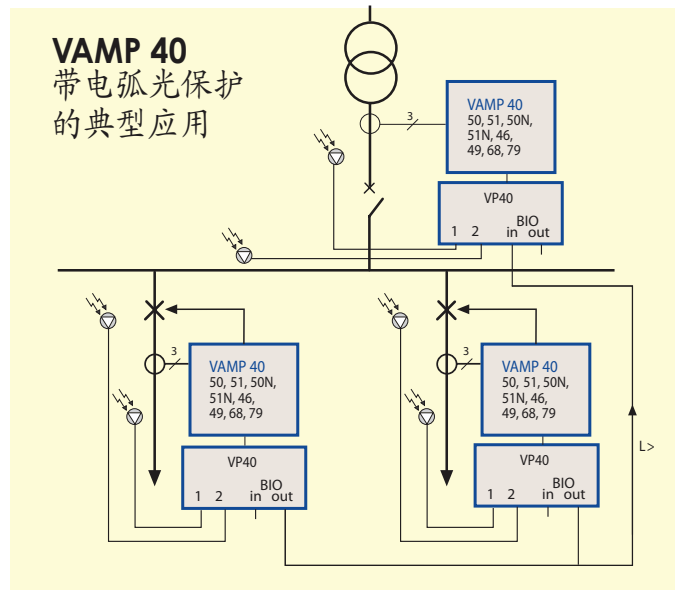 VAMP 40
带电弧光保护
的典型应用
3
VAMP 40
50, 51, 50N,
51N, 46,
49, 68, 79
VP40
BIO
1 2 in out
3
VAMP 40
50, 51, 50N,
51N, 46,
49, 68, 79
VP40
BIO
1 2 in out
3
VAMP 40
50, 51, 50N,
51N, 46,
49, 68, 79
VP40
BIO
1 2 in out
L>